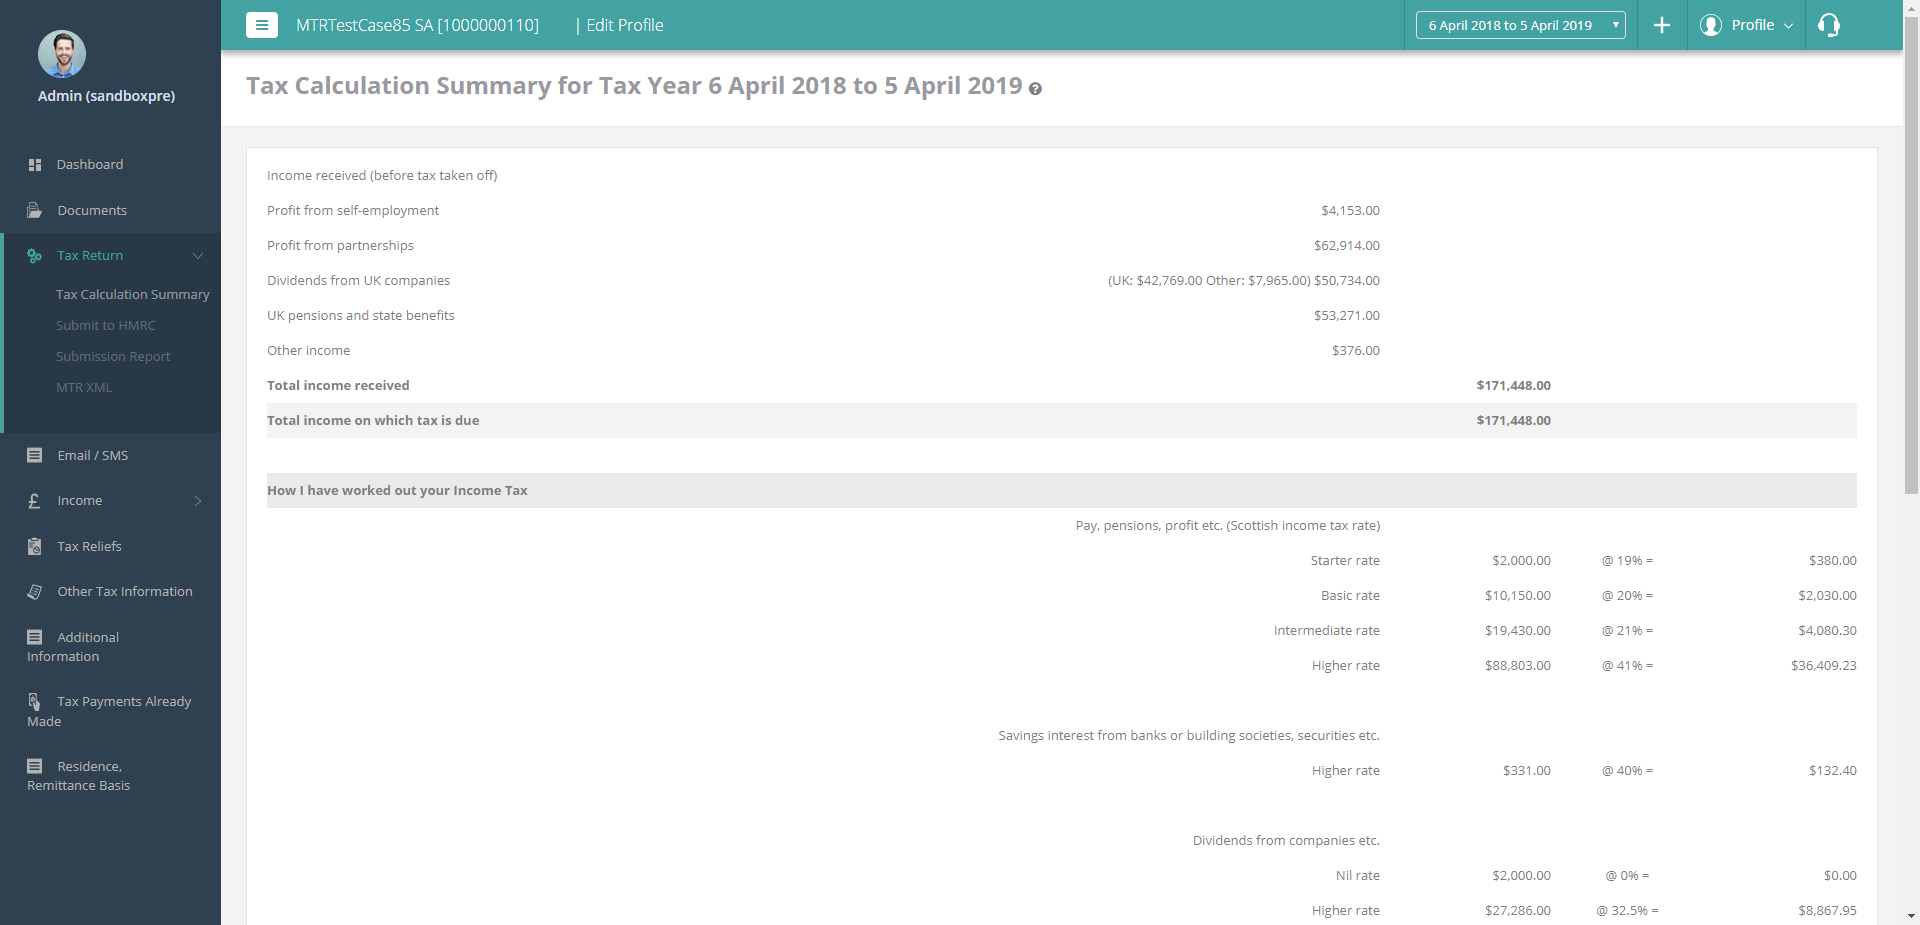 MTRTestCase85 SA [1000000110] | Edit Profile
6 April 2018 to 5 April 2019
Profile
Admin (sandboxpre)
Dashboard
Documents
Tax Return
Tax Calculation Summary
Submit to HMRC
Submission Report
MTR XML
Email / SMS
Income
Tax Reliefs
Other Tax Information
Additional
Information
Tax Payments Already
Made
Residence,
Remittance Basis
Tax Calculation Summary for Tax Year 6 April 2018 to 5 April 2019 ?
Income received (before tax taken off)
Profit from self-employment $4,153.00
Profit from partnerships $62,914.00
Dividends from UK companies (UK: $42,769.00 Other: $7,965.00) $50,734.00
UK pensions and state benefits $53,271.00
Other income $376.00
Total income received $171,448.00
Total income on which tax is due $171,448.00
How I have worked out your Income Tax
Pay, pensions, profit etc. (Scottish income tax rate)
Starter rate $2,000.00 @ 19% = $380.00
Basic rate $10,150.00 @ 20% = $2,030.00
Intermediate rate $19,430.00 @ 21% = $4,080.30
Higher rate $88,803.00 @ 41% = $36,409.23
Savings interest from banks or building societies, securities etc.
Higher rate $331.00 @ 40% = $132.40
Dividends from companies etc.
Nil rate $2,000.00 @ 0% = $0.00
Higher rate $27,286.00 @ 32.5% = $8,867.95